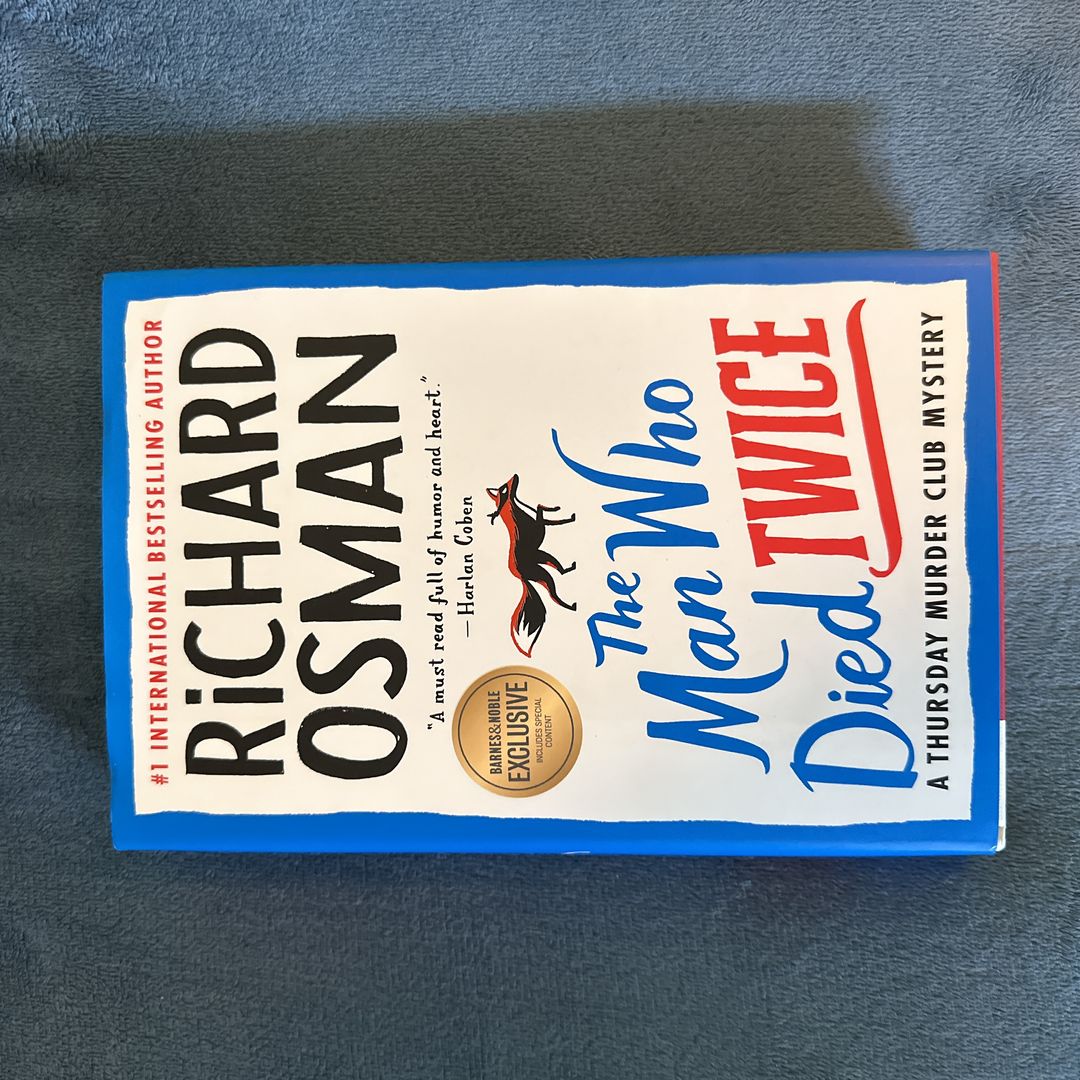 #1 INTERNATIONAL BESTSELLING AUTHOR
RiCHARD
OSMAN
"A must read full of humor and heart."
—Harlan Coben
BARNES&NOBLE
EXCLUSIVE
INCLUDES SPECIAL
CONTENT
The
Man Who
Died TWICE
A THURSDAY MURDER CLUB MYSTERY